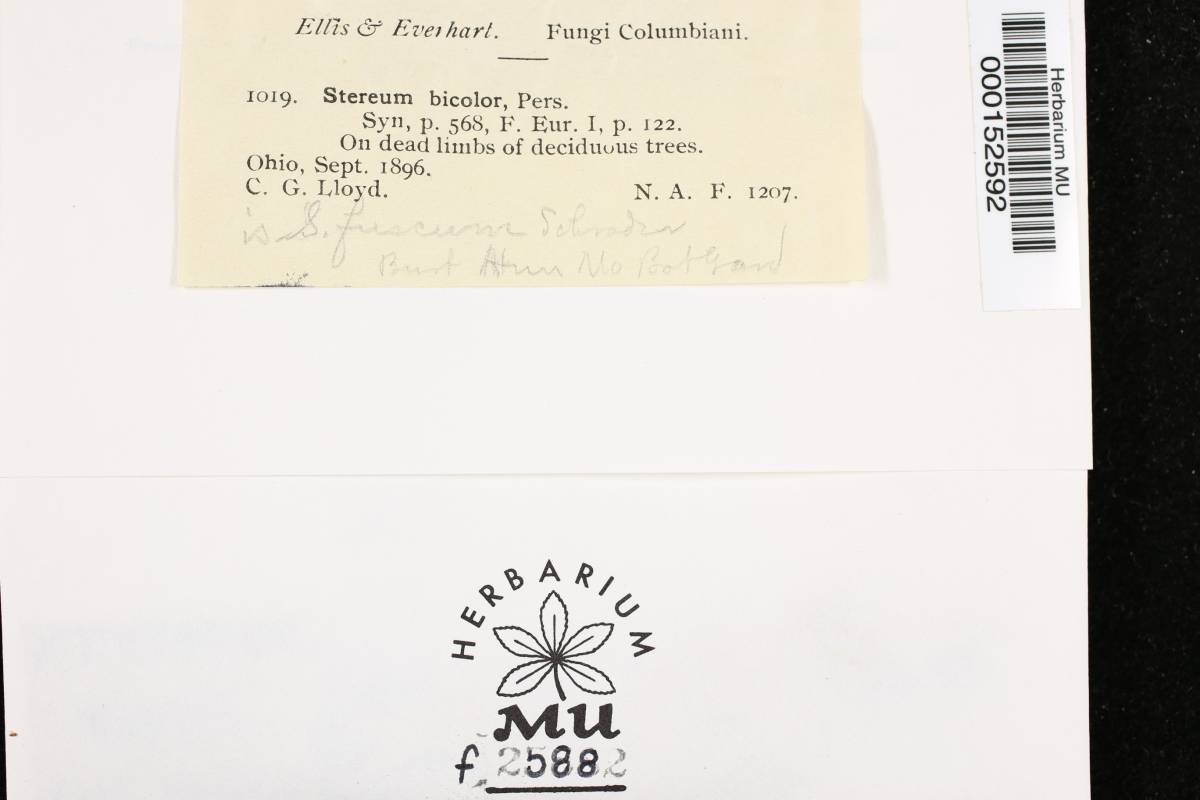 Ellis & Everhart. Fungi Columbiani.
1019. Stereum bicolor, Pers.
Syn, p. 568, F. Eur. I, p. 122.
On dead limbs of deciduous trees.
Ohio, Sept. 1896.
C. G. Lloyd. N. A. F. 1207.
is S. fuscum Schrader
Burt Ann Mo Bot Gard
Herbarium MU
000152592
HERBARIUM
MU
f 25882